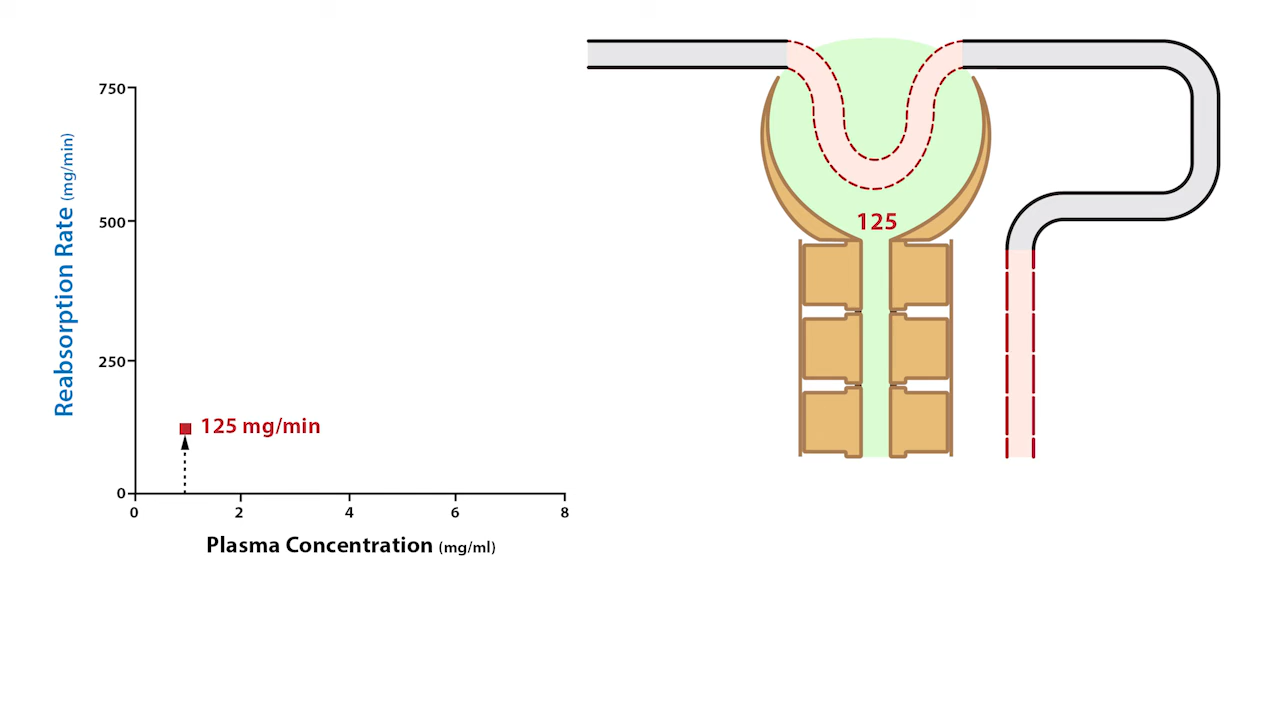 750
500
250
0
Reabsorption Rate (mg/min)
125 mg/min
0 2 4 6 8
Plasma Concentration (mg/ml)
125